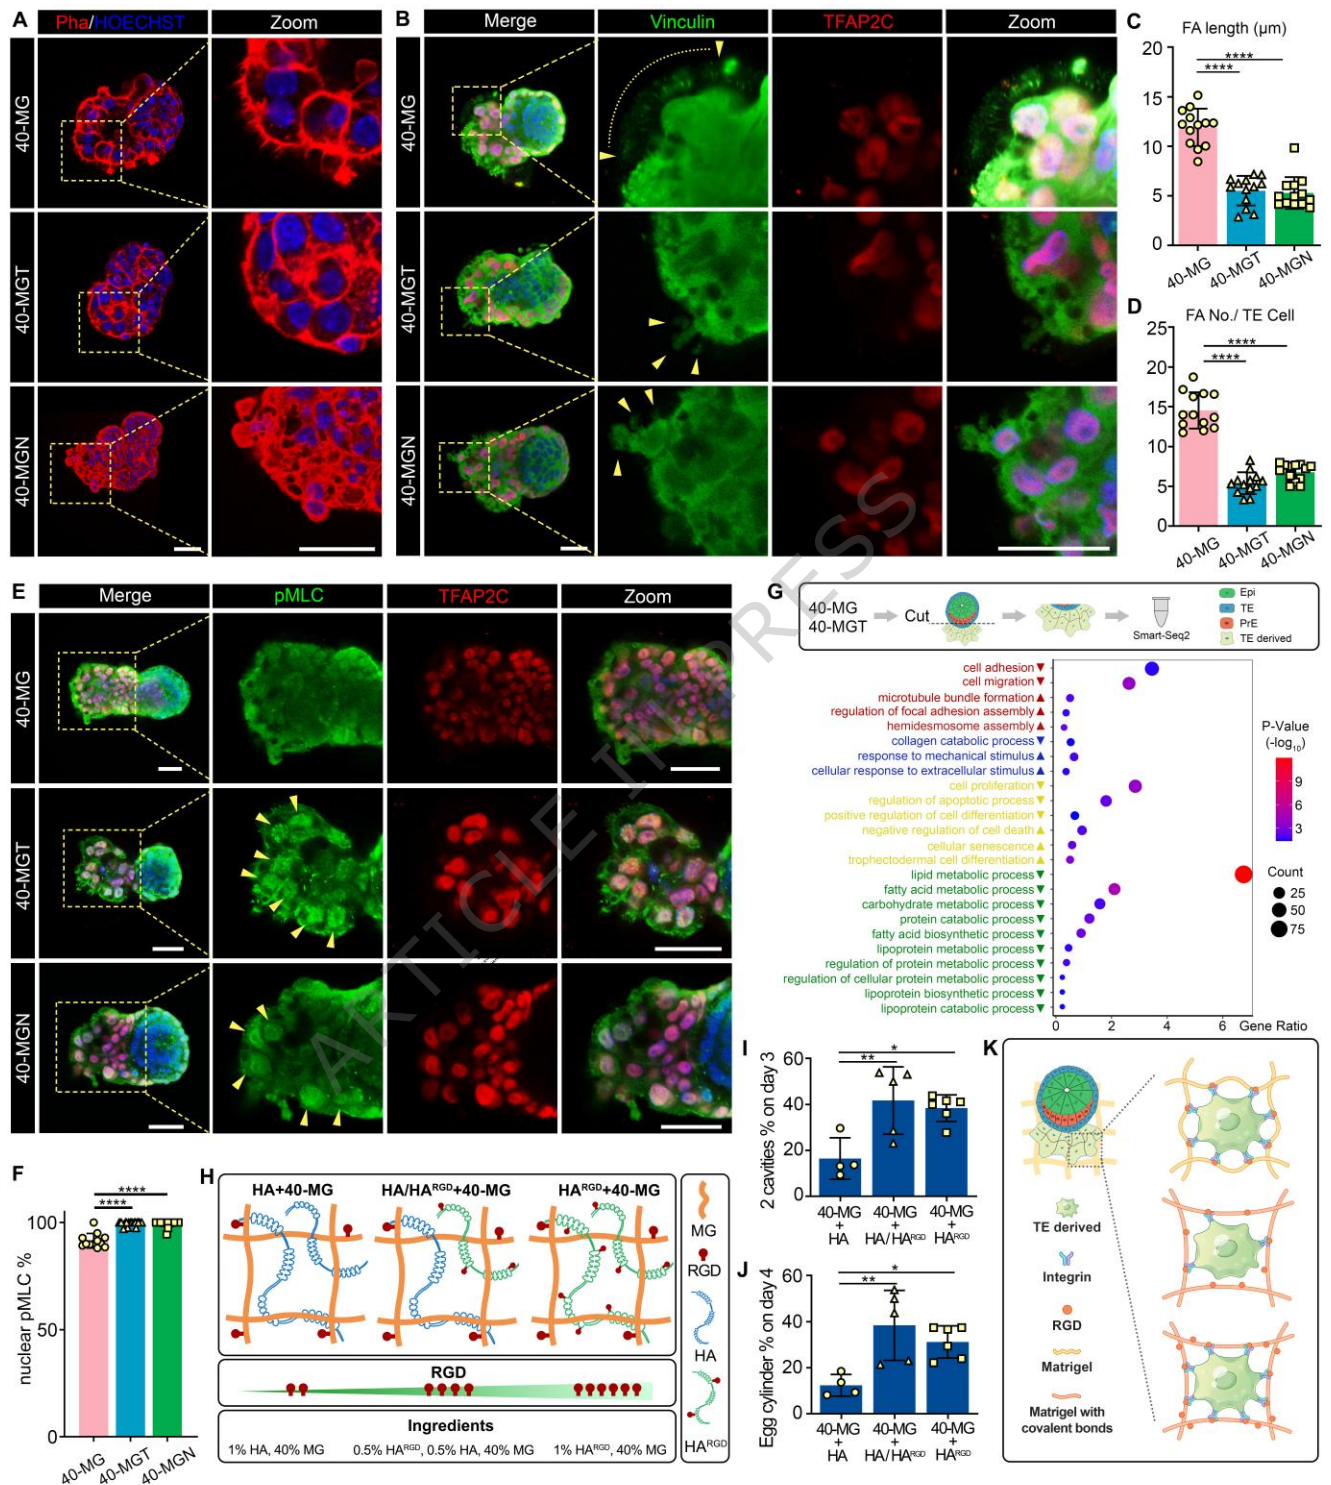 A
Pha/HOECHST
Zoom
40-MG
40-MGT
40-MGN
B
Merge
Vinculin
TFAP2C
Zoom
40-MG
40-MGT
40-MGN
C
FA length (µm)
20
15
10
5
0
****
****
40-MG
40-MGT
40-MGN
D
FA No./ TE Cell
25
20
15
10
5
0
****
****
40-MG
40-MGT
40-MGN
E
Merge
pMLC
TFAP2C
Zoom
40-MG
40-MGT
40-MGN
F
nuclear pMLC %
100
50
0
****
****
40-MG
40-MGT
40-MGN
G
40-MG
40-MGT
Cut
Smart-Seq2
Epi
TE
PrE
TE derived
cell adhesion ▼
cell migration ▼
microtubule bundle formation ▲
regulation of focal adhesion assembly ▲
hemidesmosome assembly ▲
collagen catabolic process ▼
response to mechanical stimulus ▲
cellular response to extracellular stimulus ▲
cell proliferation ▼
regulation of apoptotic process ▼
positive regulation of cell differentiation ▼
negative regulation of cell death ▲
cellular senescence ▲
trophectodermal cell differentiation ▲
lipid metabolic process ▼
fatty acid metabolic process ▼
carbohydrate metabolic process ▼
protein catabolic process ▼
fatty acid biosynthetic process ▼
lipoprotein metabolic process ▼
regulation of protein metabolic process ▼
regulation of cellular protein metabolic process ▼
lipoprotein biosynthetic process ▼
lipoprotein catabolic process ▼
0 2 4 6 Gene Ratio
P-Value
(-log10)
9
6
3
Count
25
50
75
H
HA+40-MG
HA/HARGD+40-MG
HARGD+40-MG
RGD
Ingredients
1% HA, 40% MG
0.5% HARGD, 0.5% HA, 40% MG
1% HARGD, 40% MG
MG
RGD
HA
HARGD
I
2 cavities % on day 3
60
40
20
0
*
**
40-MG
+
HA
40-MG
+
HA/HARGD
40-MG
+
HARGD
J
Egg cylinder % on day 4
60
40
20
0
*
**
40-MG
+
HA
40-MG
+
HA/HARGD
40-MG
+
HARGD
K
TE derived
Integrin
RGD
Matrigel
Matrigel with
covalent bonds
ARTICLE IN PRESS